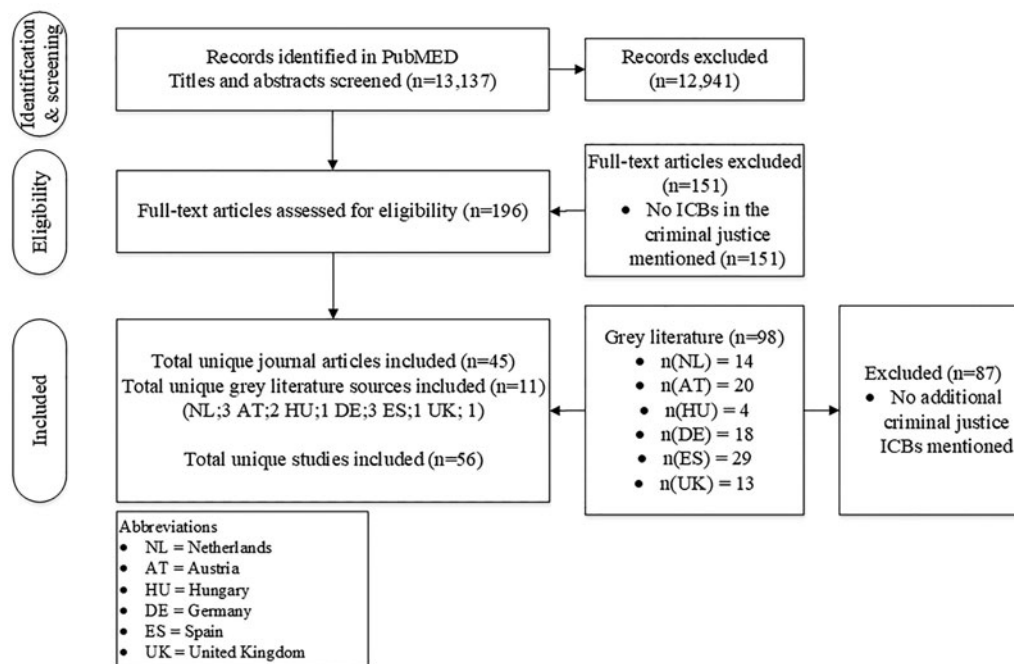 Identification
& screening
Records identified in PubMED
Titles and abstracts screened (n=13,137)
Records excluded
(n=12,941)
Eligibility
Full-text articles assessed for eligibility (n=196)
Full-text articles excluded
(n=151)
• No ICBs in the
criminal justice
mentioned (n=151)
Included
Total unique journal articles included (n=45)
Total unique grey literature sources included (n=11)
(NL;3 AT;2 HU;1 DE;3 ES;1 UK; 1)
Total unique studies included (n=56)
Grey literature (n=98)
• n(NL) = 14
• n(AT) = 20
• n(HU) = 4
• n(DE) = 18
• n(ES) = 29
• n(UK) = 13
Excluded (n=87)
• No additional
criminal justice
ICBs mentioned
Abbreviations
• NL = Netherlands
• AT = Austria
• HU = Hungary
• DE = Germany
• ES = Spain
• UK = United Kingdom